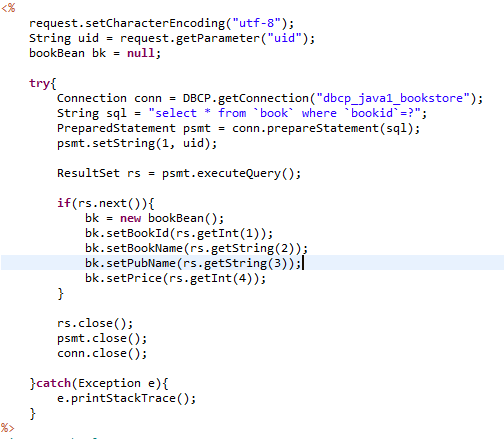 <%
request.setCharacterEncoding("utf-8");
String uid = request.getParameter("uid");
bookBean bk = null;
try{
Connection conn = DBCP.getConnection("dbcp_java1_bookstore");
String sql = "select * from `book` where `bookid`=?";
PreparedStatement psmt = conn.prepareStatement(sql);
psmt.setString(1, uid);
ResultSet rs = psmt.executeQuery();
if(rs.next()){
bk = new bookBean();
bk.setBookId(rs.getInt(1));
bk.setBookName(rs.getString(2));
bk.setPubName(rs.getString(3));
bk.setPrice(rs.getInt(4));
}
rs.close();
psmt.close();
conn.close();
}catch(Exception e){
e.printStackTrace();
}
%>